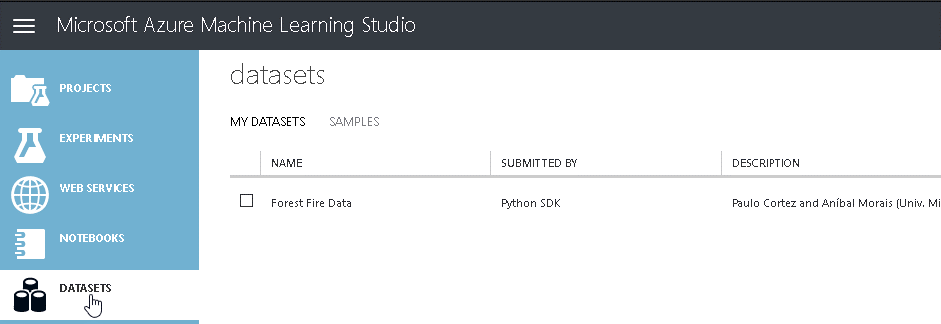 Microsoft Azure Machine Learning Studio
PROJECTS
EXPERIMENTS
WEB SERVICES
NOTEBOOKS
DATASETS
datasets
MY DATASETS SAMPLES
NAME SUBMITTED BY DESCRIPTION
Forest Fire Data Python SDK Paulo Cortez and Aníbal Morais (Univ. Mi